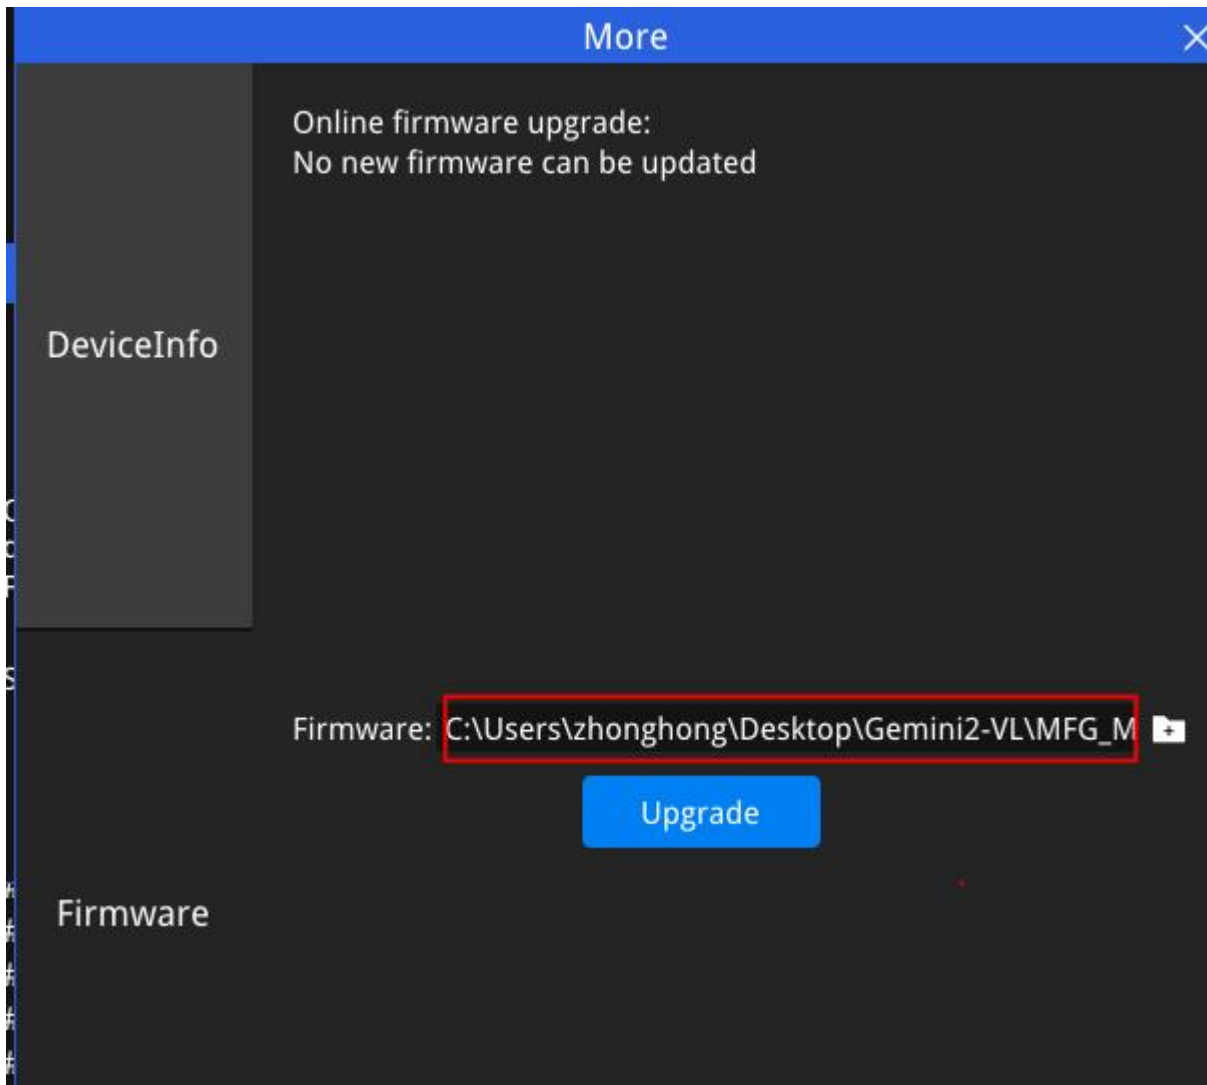 More
Online firmware upgrade:
No new firmware can be updated
DeviceInfo
Firmware: C:\Users\zhonghong\Desktop\Gemini2-VL\MFG_M
Upgrade
Firmware
#
#
#
#
#